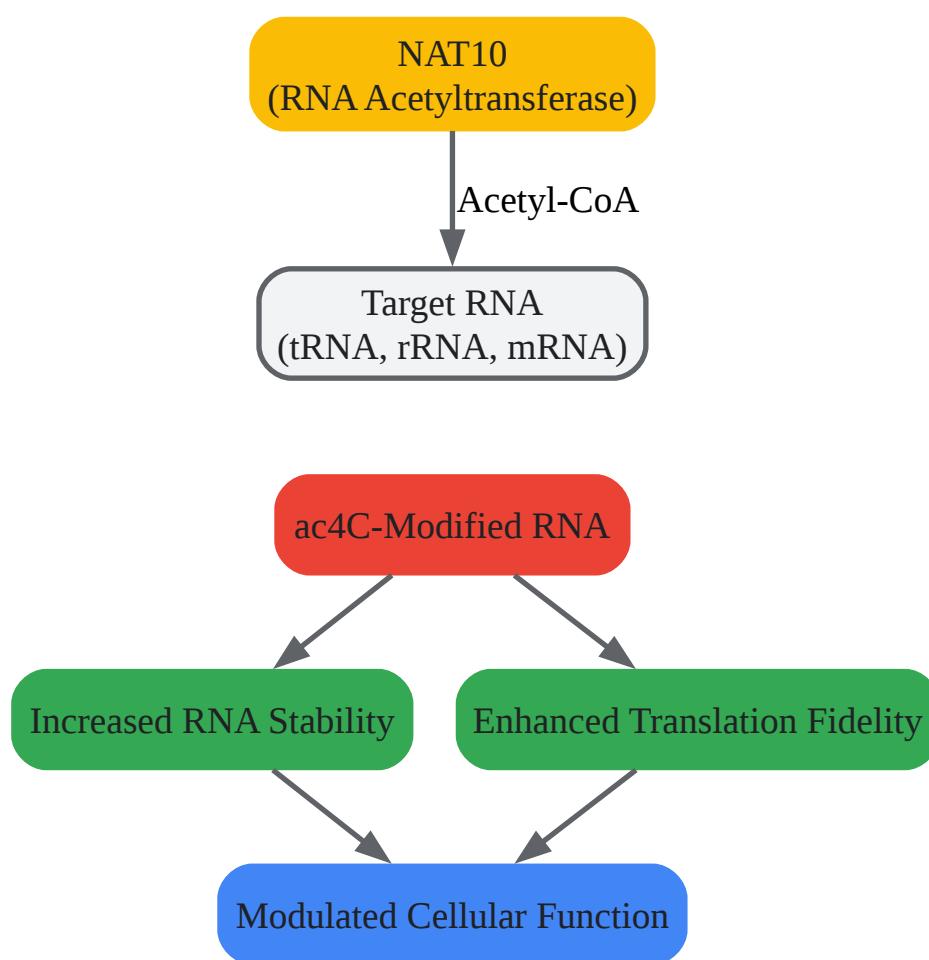 NAT10
(RNA Acetyltransferase)
Acetyl-CoA
Target RNA
(tRNA, rRNA, mRNA)
ac4C-Modified RNA
Increased RNA Stability
Enhanced Translation Fidelity
Modulated Cellular Function